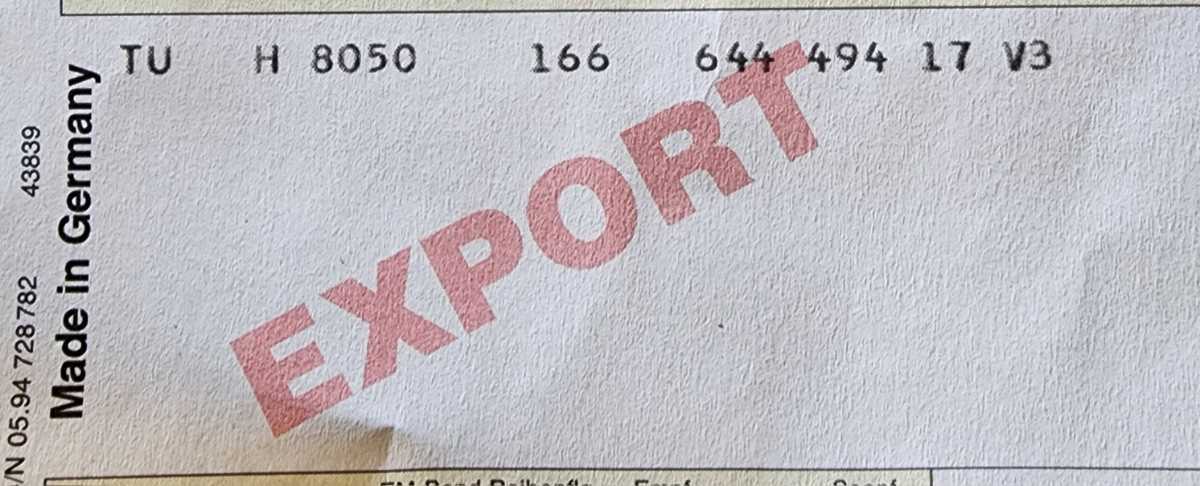 TU H 8050 166 644 494 17 V3
EXPORT
Made in Germany
/N 05.94 728 782 43839